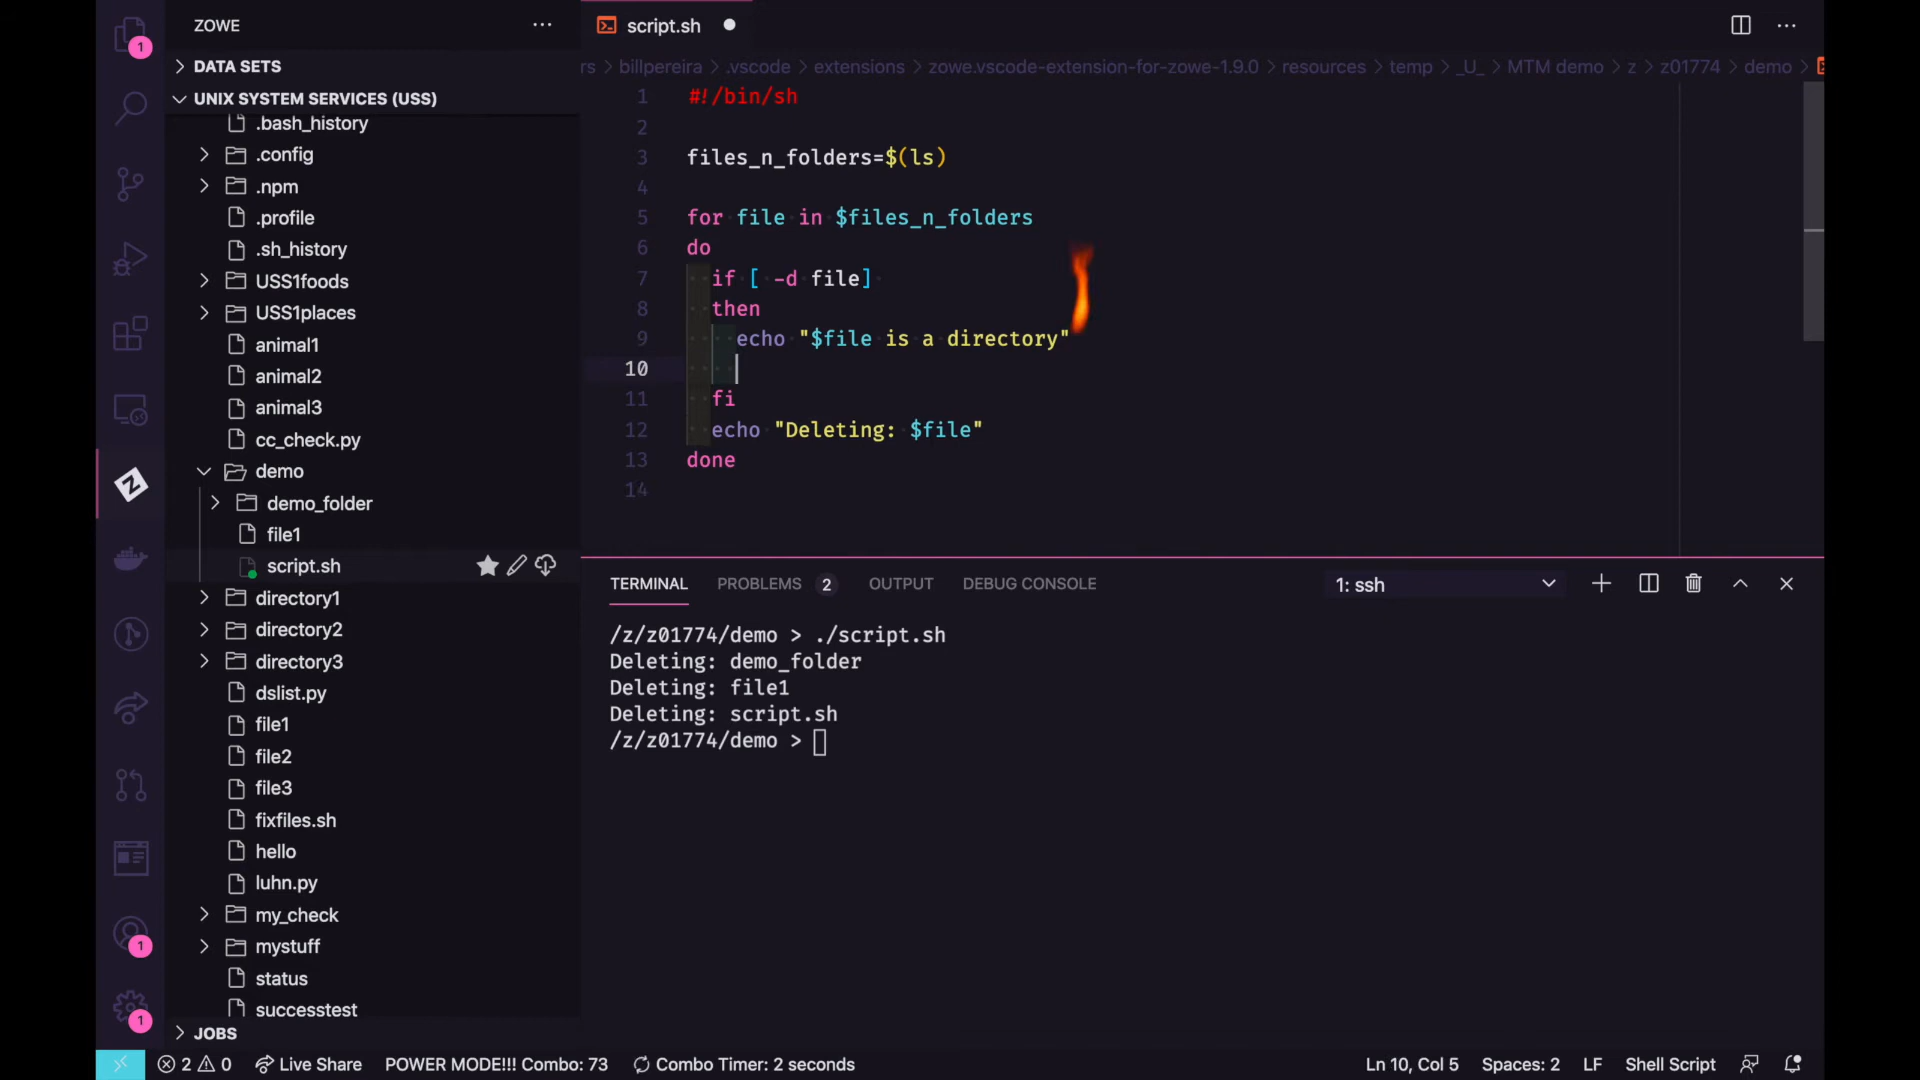 ZOWE
script.sh
DATA SETS
UNIX SYSTEM SERVICES (USS)
.bash_history
.config
.npm
.profile
.sh_history
USS1foods
USS1places
animal1
animal2
animal3
cc_check.py
demo
demo_folder
file1
script.sh
directory1
directory2
directory3
dslist.py
file1
file2
file3
fixfiles.sh
hello
luhn.py
my_check
mystuff
status
successtest
JOBS
1
1
1
rs > billpereira > .vscode > extensions > zowe.vscode-extension-for-zowe-1.9.0 > resources > temp > _U_ > MTM demo > z > z01774 > demo >
1 #!/bin/sh
2
3 files_n_folders=$(ls)
4
5 for file in $files_n_folders
6 do
7 if [ -d file]
8 then
9 echo "$file is a directory"
10
11 fi
12 echo "Deleting: $file"
13 done
14
TERMINAL PROBLEMS 2 OUTPUT DEBUG CONSOLE 1: ssh
/z/z01774/demo > ./script.sh
Deleting: demo_folder
Deleting: file1
Deleting: script.sh
/z/z01774/demo >
2 0 Live Share POWER MODE!!! Combo: 73 Combo Timer: 2 seconds Ln 10, Col 5 Spaces: 2 LF Shell Script